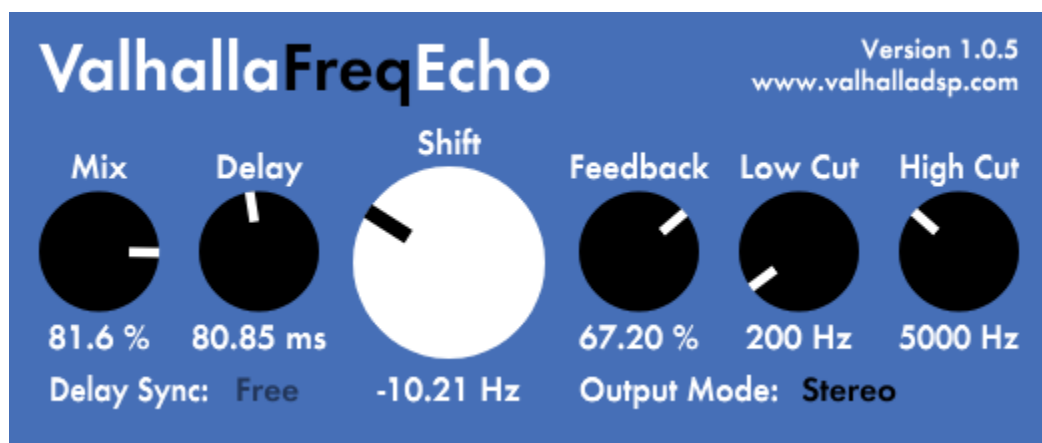 ValhallaFreqEcho
Version 1.0.5
www.valhalladsp.com
Mix Delay Shift Feedback Low Cut High Cut
81.6 % 80.85 ms -10.21 Hz 67.20 % 200 Hz 5000 Hz
Delay Sync: Free Output Mode: Stereo